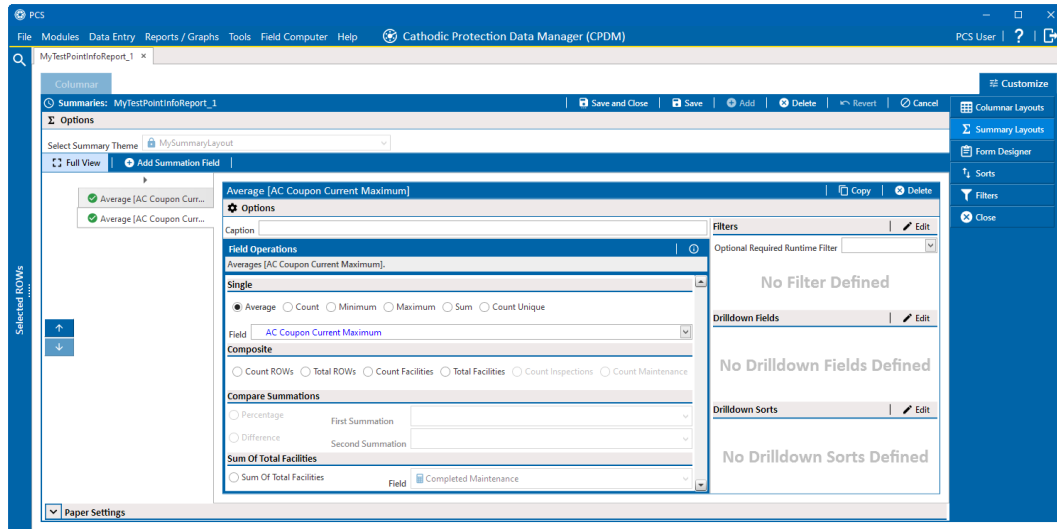 PCS
File Modules Data Entry Reports / Graphs Tools Field Computer Help Cathodic Protection Data Manager (CPDM) PCS User | ?
MyTestPointInfoReport_1 ×
Columnar
Customize
Summaries: MyTestPointInfoReport_1 Save and Close Save Add Delete Revert Cancel
Columnar Layouts
Σ Options
Σ Summary Layouts
Select Summary Theme MySummaryLayout
Form Designer
Full View Add Summation Field
Sorts
Average [AC Coupon Curr...
Average [AC Coupon Current Maximum] Copy Delete
Filters
Options
Average [AC Coupon Curr...
Close
Caption
Filters Edit
Field Operations
Optional Required Runtime Filter
Averages [AC Coupon Current Maximum].
Single
No Filter Defined
Average Count Minimum Maximum Sum Count Unique
Selected ROWs
Drilldown Fields Edit
Field AC Coupon Current Maximum
Composite
Count ROWs Total ROWs Count Facilities Total Facilities Count Inspections Count Maintenance
No Drilldown Fields Defined
Compare Summations
Percentage First Summation
Drilldown Sorts Edit
Difference Second Summation
Sum Of Total Facilities
No Drilldown Sorts Defined
Sum Of Total Facilities Field Completed Maintenance
Paper Settings